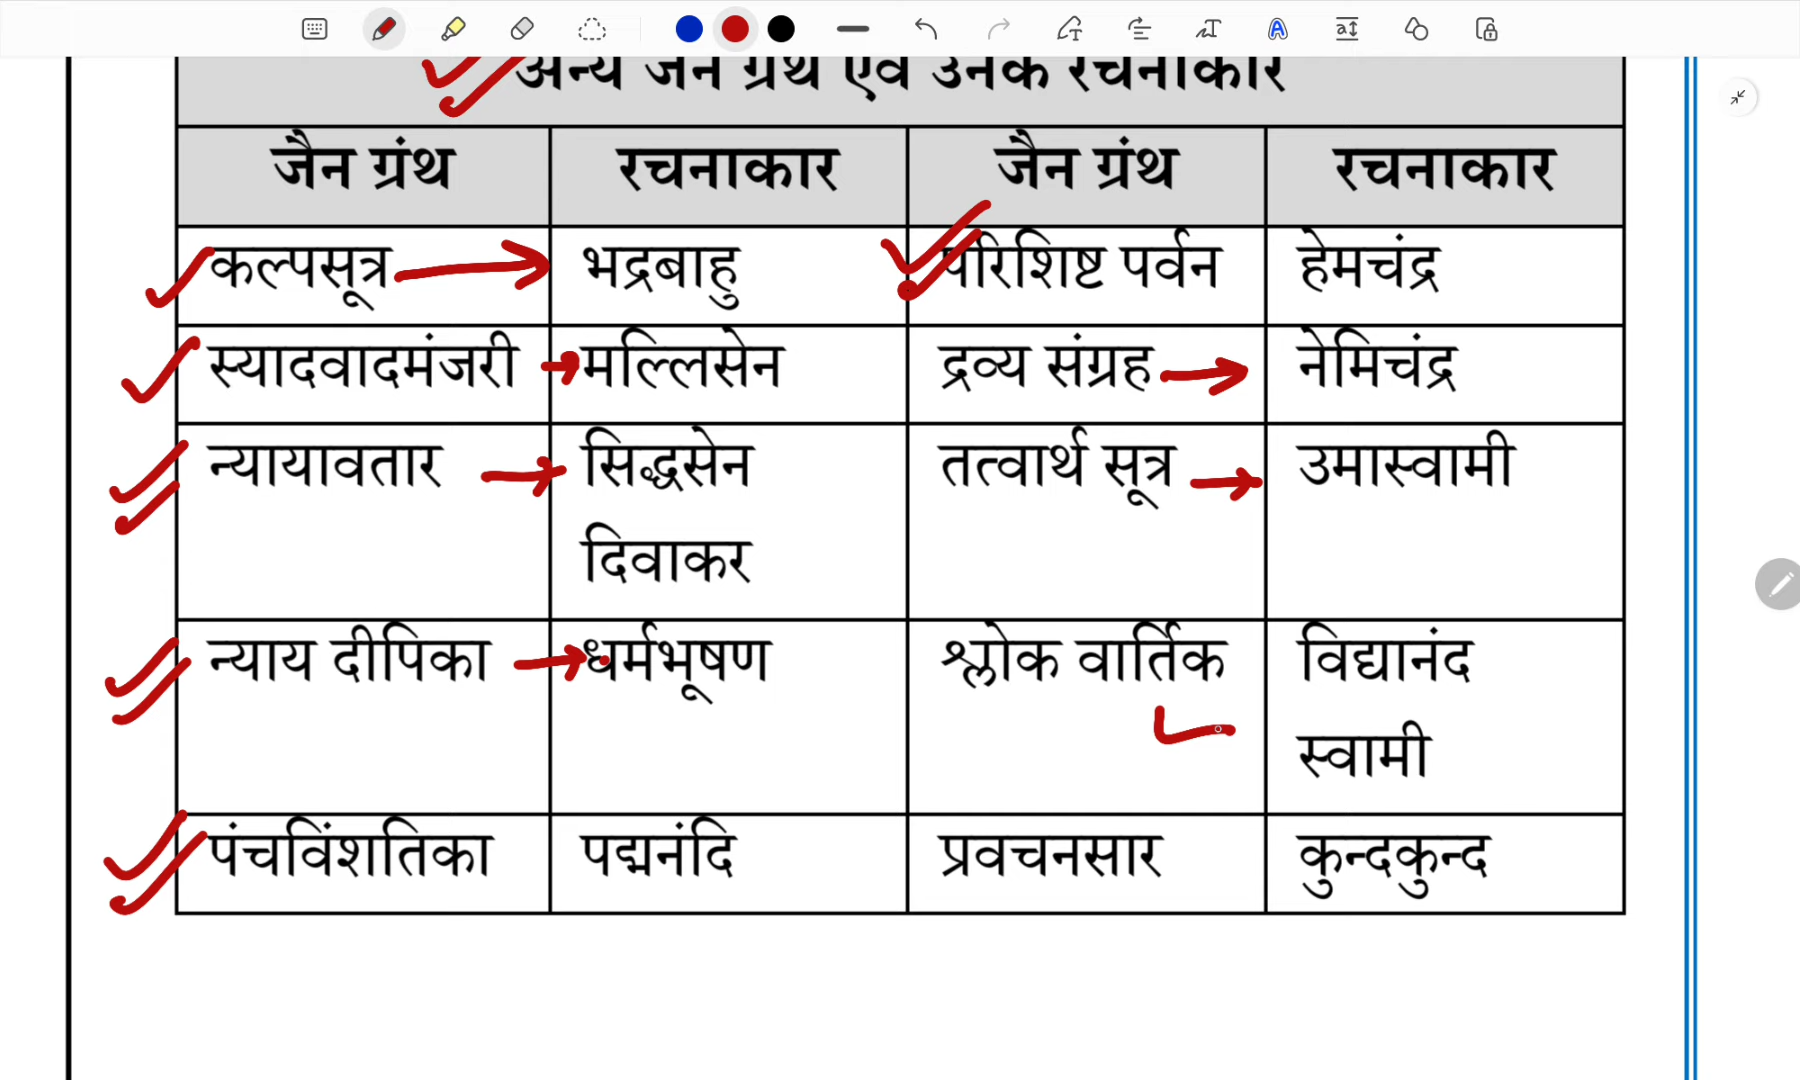 अन्य जैन ग्रंथ एवं उनके रचनाकार
जैन ग्रंथ रचनाकार जैन ग्रंथ रचनाकार
कल्पसूत्र भद्रबाहु परिशिष्ट पर्वन हेमचंद्र
स्यादवादमंजरी मल्लिसेन द्रव्य संग्रह नेमिचंद्र
न्यायावतार सिद्धसेन दिवाकर तत्वार्थ सूत्र उमास्वामी
न्याय दीपिका धर्मभूषण श्लोक वार्तिक विद्यानंद स्वामी
पंचविंशतिका पद्मनंदि प्रवचनसार कुन्दकुन्द